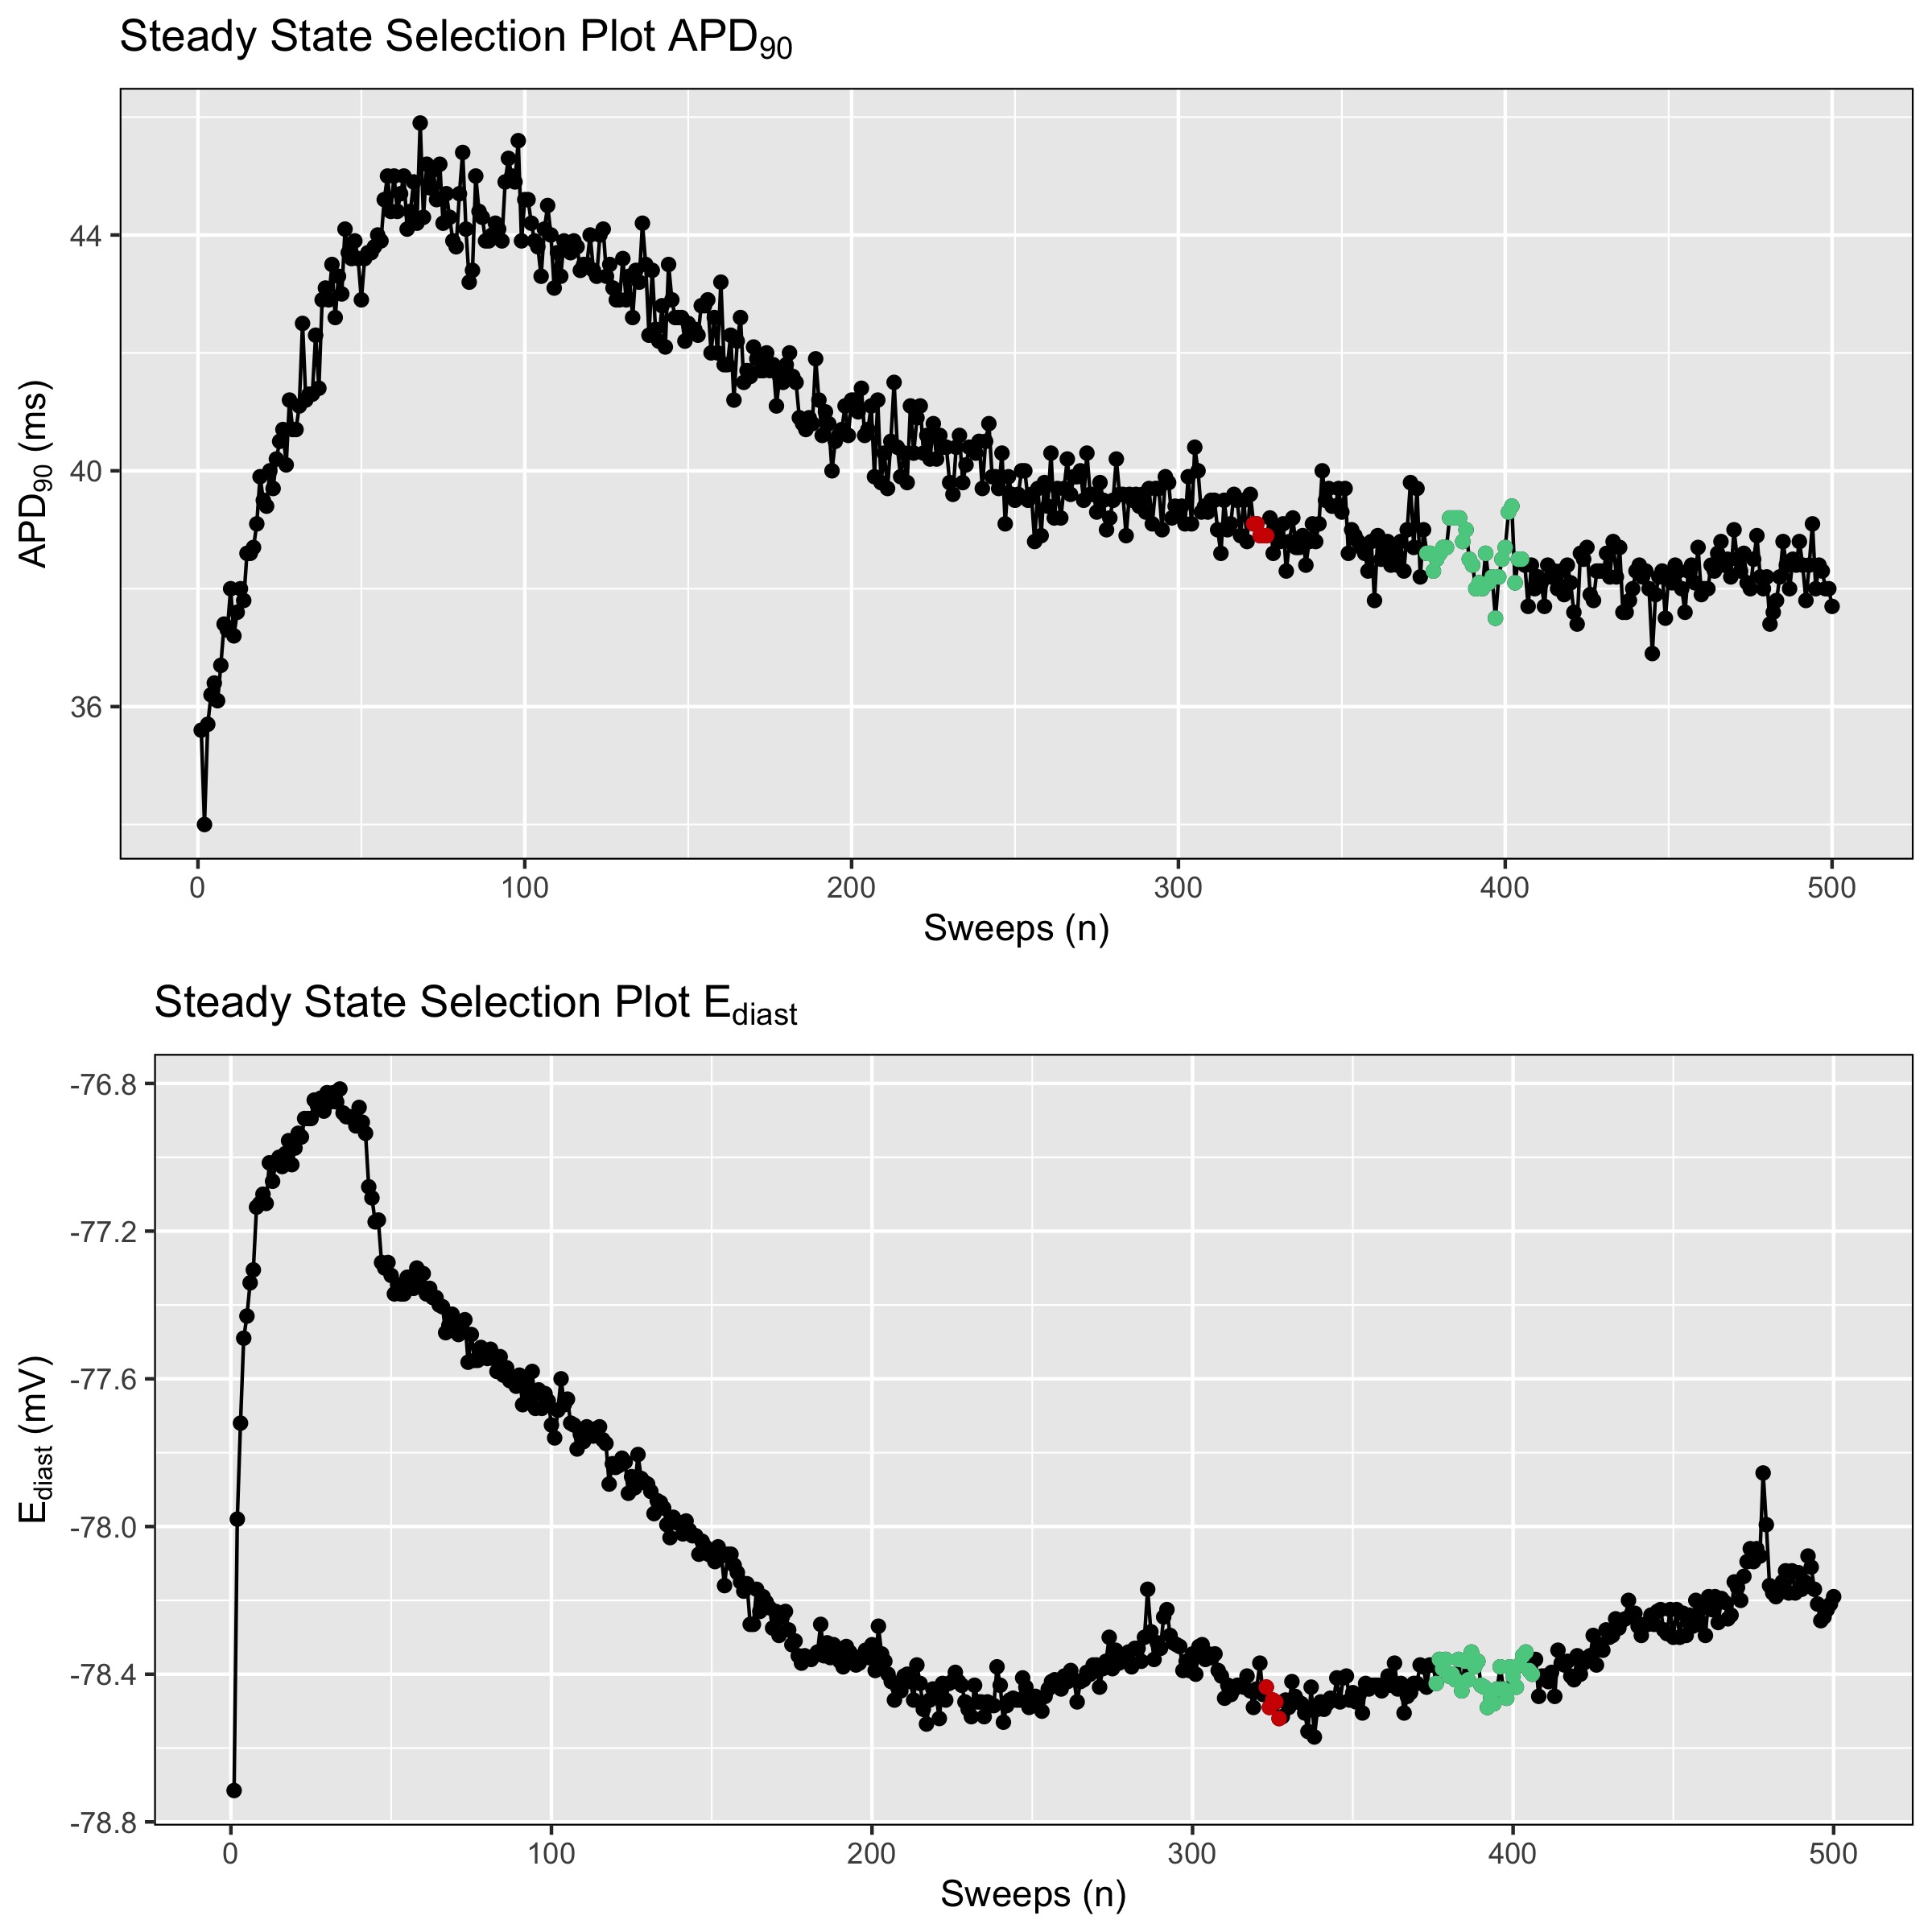 Steady State Selection Plot APD90
44
40
36
APD90 (ms)
0 100 200 300 400 500
Sweeps (n)
Steady State Selection Plot Ediast
-76.8
-77.2
-77.6
-78.0
-78.4
-78.8
Ediast (mV)
0 100 200 300 400 500
Sweeps (n)